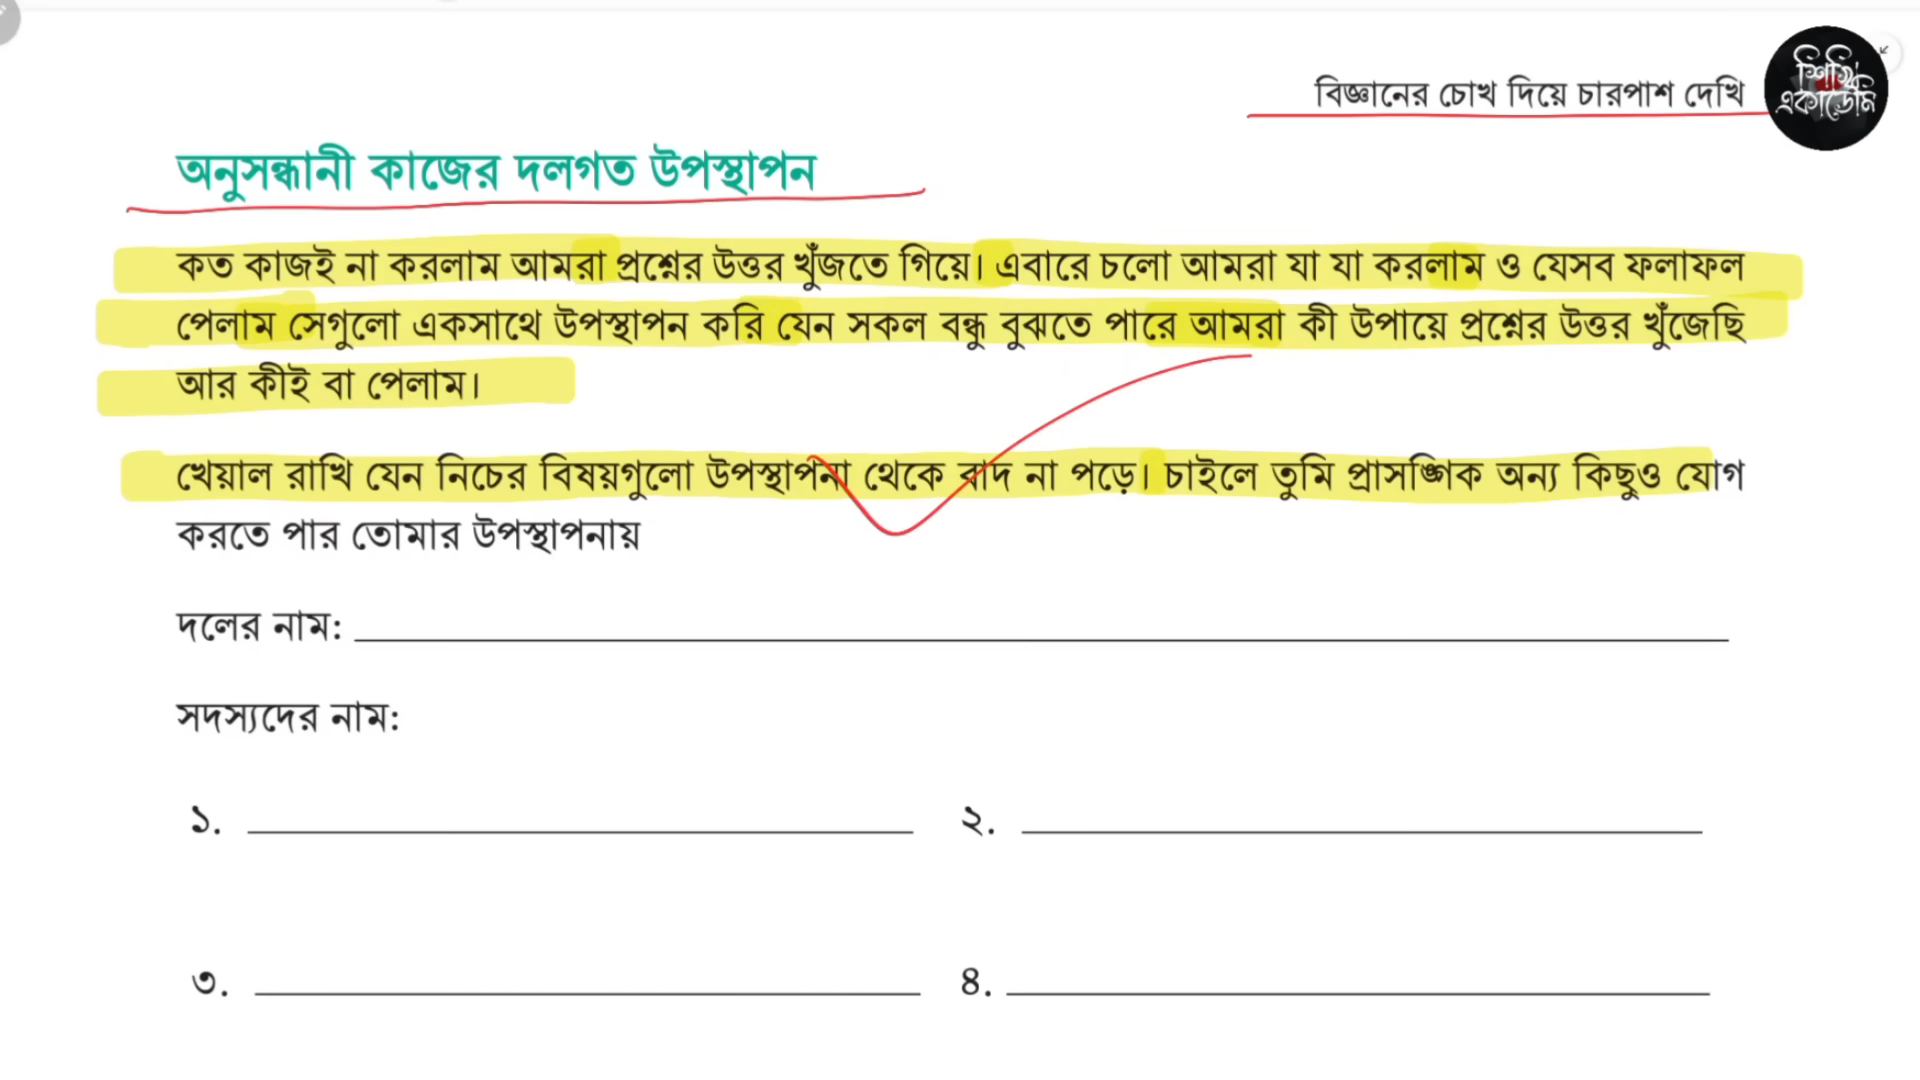 বিজ্ঞানের চোখ দিয়ে চারপাশ দেখি
শিখি একাডেমি
অনুসন্ধানী কাজের দলগত উপস্থাপন
কত কাজই না করলাম আমরা প্রশ্নের উত্তর খুঁজতে গিয়ে। এবারে চলো আমরা যা যা করলাম ও যেসব ফলাফল
পেলাম সেগুলো একসাথে উপস্থাপন করি যেন সকল বন্ধু বুঝতে পারে আমরা কী উপায়ে প্রশ্নের উত্তর খুঁজেছি
আর কীই বা পেলাম।
খেয়াল রাখি যেন নিচের বিষয়গুলো উপস্থাপনা থেকে বাদ না পড়ে। চাইলে তুমি প্রাসঙ্গিক অন্য কিছুও যোগ
করতে পার তোমার উপস্থাপনায়
দলের নাম:
সদস্যদের নাম:
১. ২.
৩. ৪.